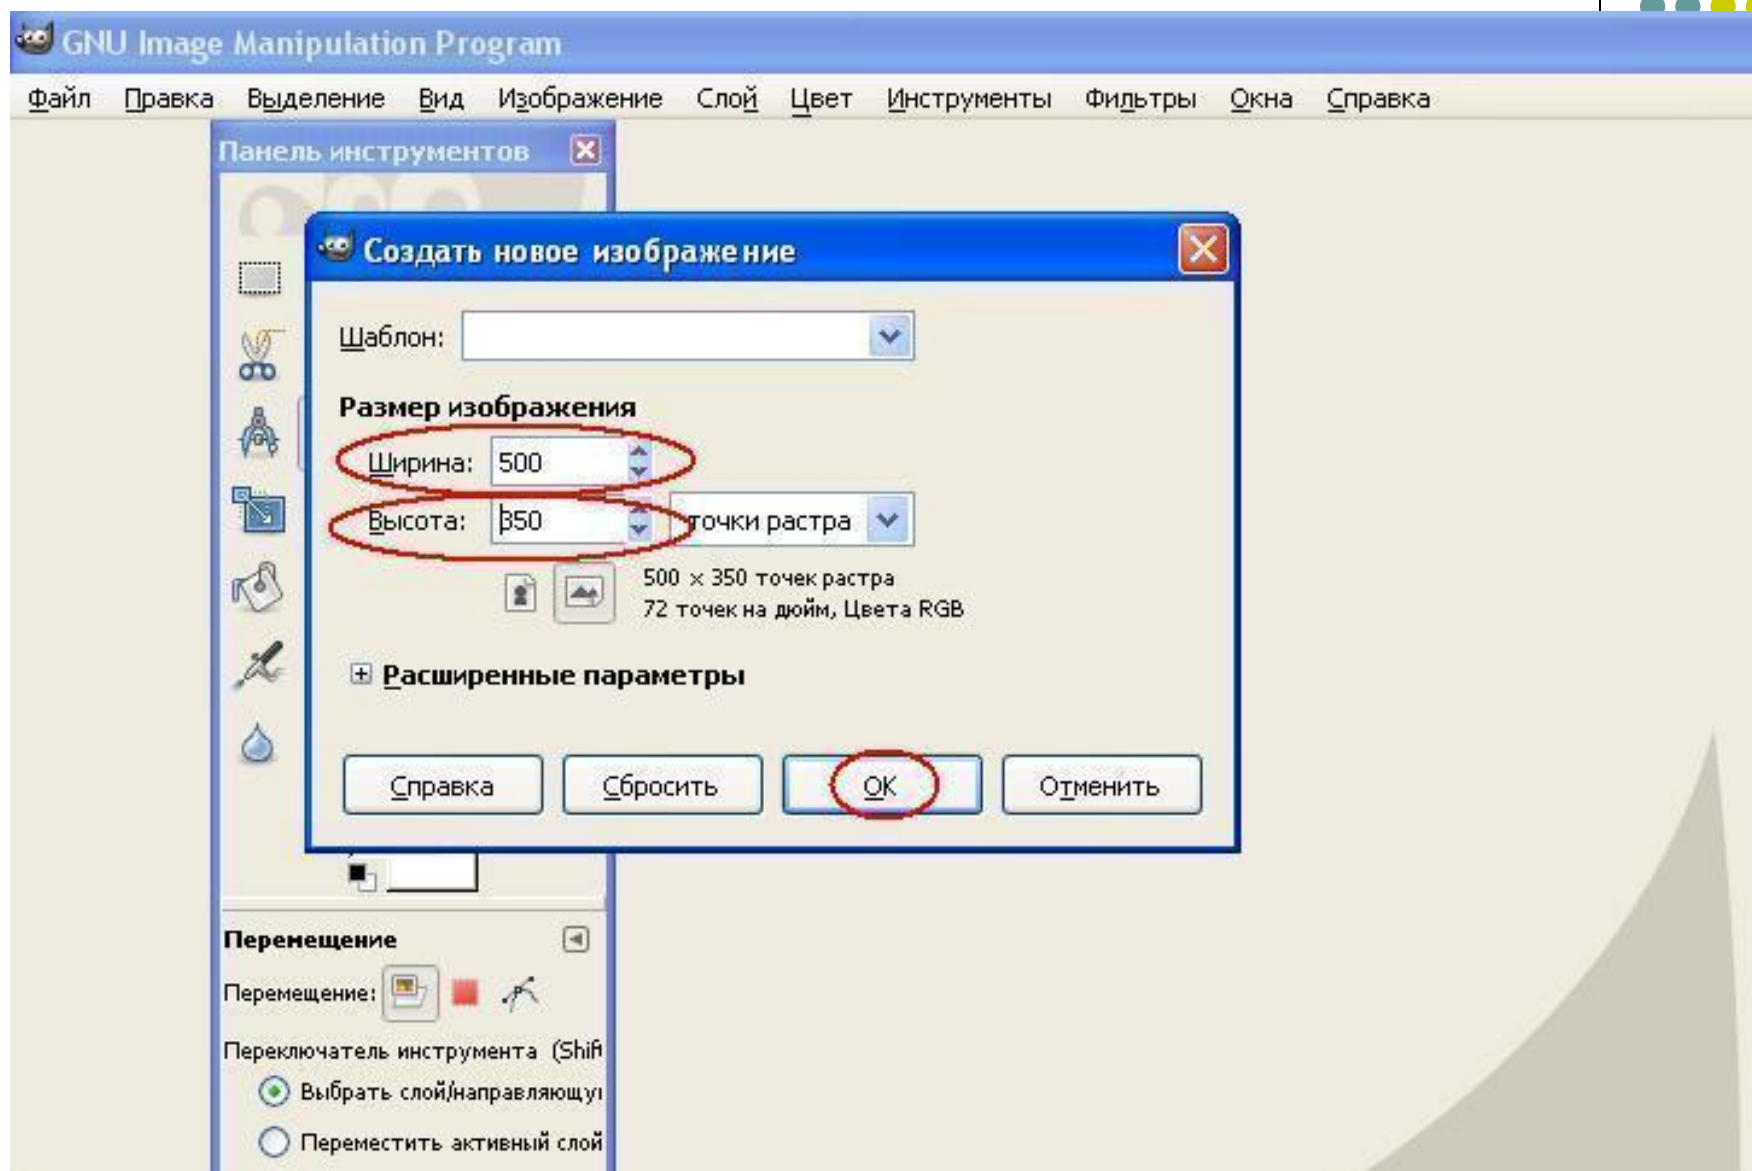 GNU Image Manipulation Program
Файл Правка Выделение Вид Изображение Слой Цвет Инструменты Фильтры Окна Справка
Панель инструментов
Создать новое изображение
Шаблон:
Размер изображения
Ширина: 500
Высота: 350 точки растра
500 × 350 точек растра
72 точек на дюйм, Цвета RGB
Расширенные параметры
Справка Сбросить OK Отменить
Перемещение
Перемещение:
Переключатель инструмента (Shift
Выбрать слой/направляющу
Переместить активный слой